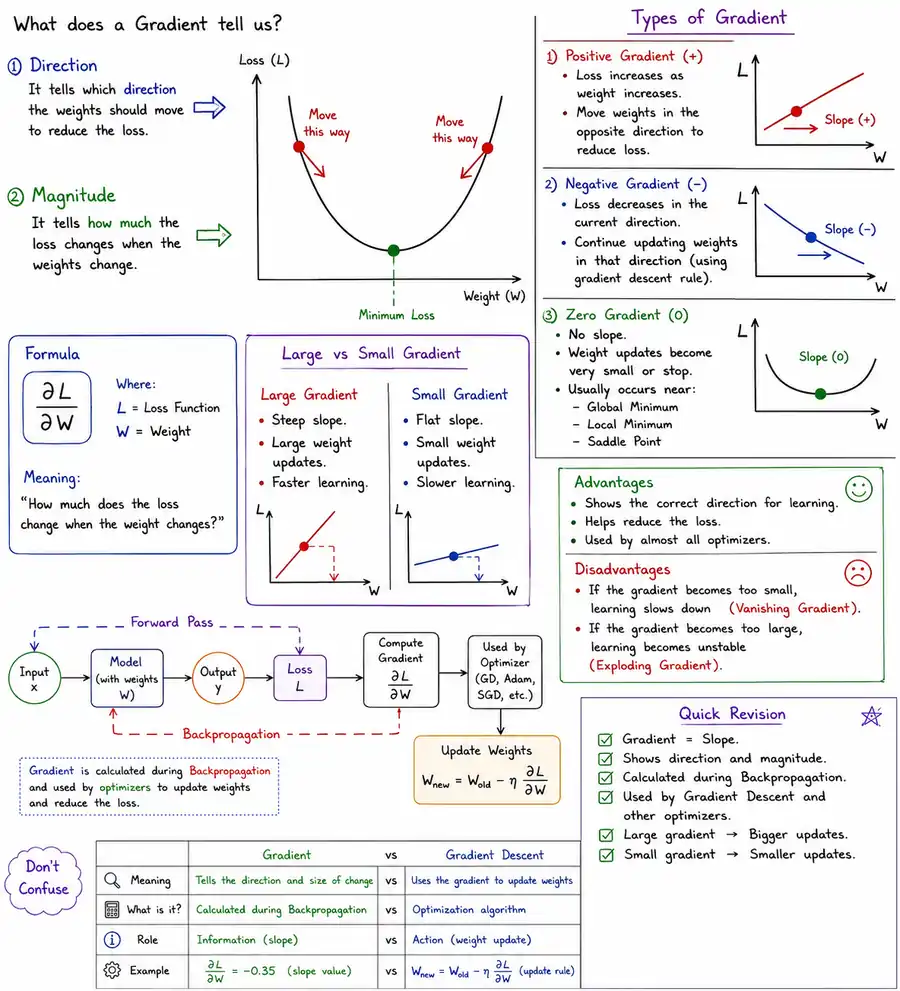 What does a Gradient tell us?
① Direction
It tells which direction
the weights should move
to reduce the loss.
② Magnitude
It tells how much the
loss changes when the
weights change.
Loss (L)
Move
this way
Move
this way
Weight (W)
Minimum Loss
Types of Gradient
1) Positive Gradient (+)
• Loss increases as
weight increases.
• Move weights in the
opposite direction to
reduce loss.
L
Slope (+)
W
2) Negative Gradient (−)
• Loss decreases in the
current direction.
• Continue updating weights
in that direction (using
gradient descent rule).
L
Slope (−)
W
③ Zero Gradient (0)
• No slope.
• Weight updates become
very small or stop.
• Usually occurs near:
− Global Minimum
− Local Minimum
− Saddle Point
L
Slope (0)
W
Formula
∂L
∂W
Where:
L = Loss Function
W = Weight
Meaning:
“How much does the loss
change when the weight changes?”
Large vs Small Gradient
Large Gradient
• Steep slope.
• Large weight
updates.
• Faster learning.
L
W
Small Gradient
• Flat slope.
• Small weight
updates.
• Slower learning.
L
W
Advantages
• Shows the correct direction for learning.
• Helps reduce the loss.
• Used by almost all optimizers.
Disadvantages
• If the gradient becomes too small,
learning slows down (Vanishing Gradient).
• If the gradient becomes too large,
learning becomes unstable
(Exploding Gradient).
Forward Pass
Input
x
Model
(with weights
W)
Output
y
Loss
L
Compute
Gradient
∂L
∂W
Used by
Optimizer
(GD, Adam,
SGD, etc.)
Backpropagation
Update Weights
Wnew = Wold − η ∂L/∂W
Gradient is calculated during Backpropagation
and used by optimizers to update weights
and reduce the loss.
Quick Revision
Gradient = Slope.
Shows direction and magnitude.
Calculated during Backpropagation.
Used by Gradient Descent and
other optimizers.
Large gradient → Bigger updates.
Small gradient → Smaller updates.
Don't
Confuse
Gradient vs Gradient Descent
Meaning Tells the direction and size of change vs Uses the gradient to update weights
What is it? Calculated during Backpropagation vs Optimization algorithm
Role Information (slope) vs Action (weight update)
Example ∂L/∂W = −0.35 (slope value) vs Wnew = Wold − η ∂L/∂W (update rule)